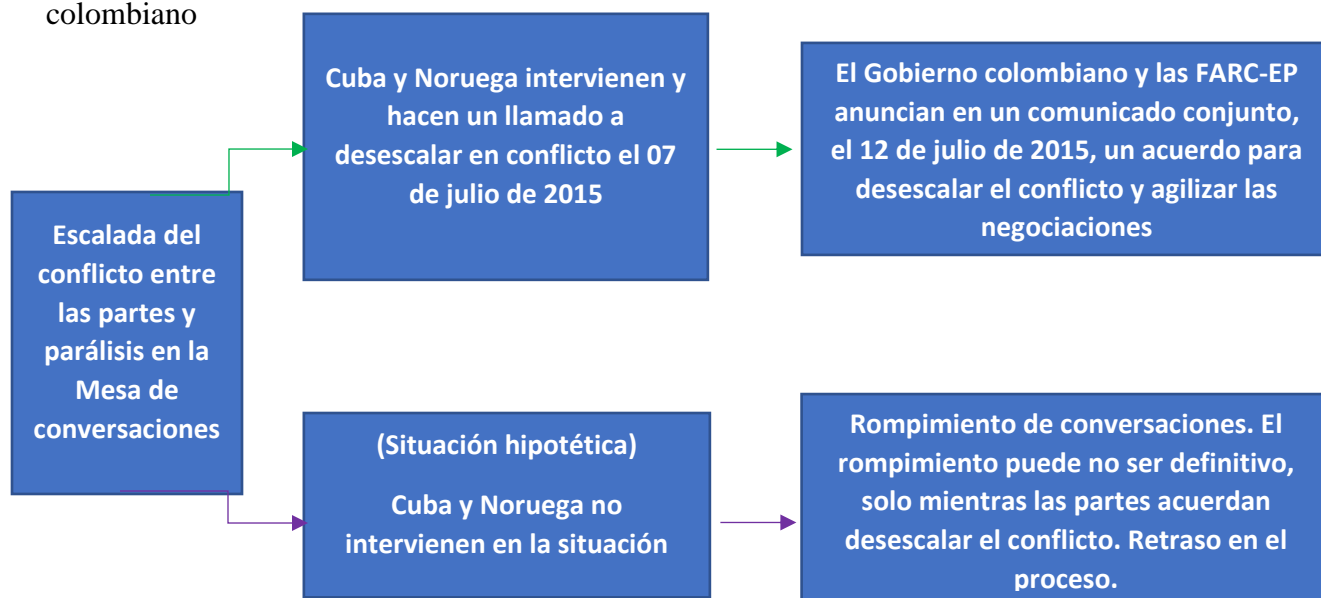 colombiano
Cuba y Noruega intervienen y
hacen un llamado a
desescalar en conflicto el 07
de julio de 2015
El Gobierno colombiano y las FARC-EP
anuncian en un comunicado conjunto,
el 12 de julio de 2015, un acuerdo para
desescalar el conflicto y agilizar las
negociaciones
Escalada del
conflicto entre
las partes y
parálisis en la
Mesa de
conversaciones
(Situación hipotética)
Cuba y Noruega no
intervienen en la situación
Rompimiento de conversaciones. El
rompimiento puede no ser definitivo,
solo mientras las partes acuerdan
desescalar el conflicto. Retraso en el
proceso.